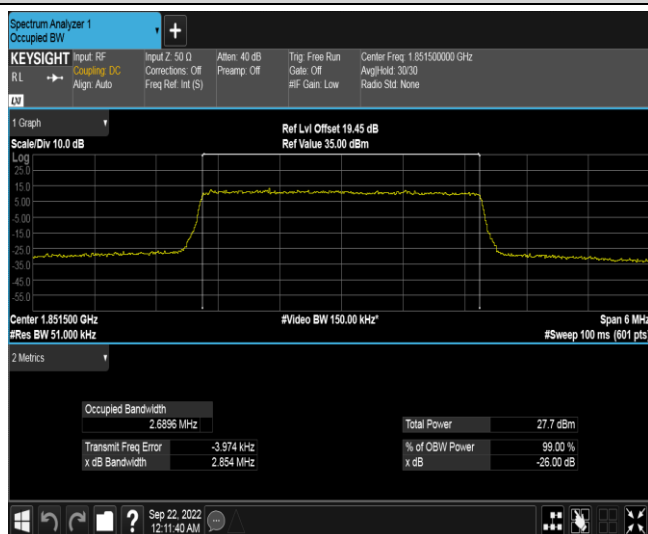 Spectrum Analyzer 1
Occupied BW
+
KEYSIGHT
Input: RF
Coupling: DC
Align: Auto
Input Z: 50 Ω
Corrections: Off
Freq Ref: Int (S)
Atten: 40 dB
Preamp: Off
Trig: Free Run
Gate: Off
#IF Gain: Low
Center Freq: 1.851500000 GHz
Avg|Hold: 30/30
Radio Std: None
R L
LXI
1 Graph
Scale/Div 10.0 dB
Ref Lvl Offset 19.45 dB
Ref Value 35.00 dBm
Log
25.0
15.0
5.00
-5.00
-15.0
-25.0
-35.0
-45.0
-55.0
Center 1.851500 GHz
#Res BW 51.000 kHz
#Video BW 150.00 kHz*
Span 6 MHz
#Sweep 100 ms (601 pts)
2 Metrics
Occupied Bandwidth
2.6896 MHz
Transmit Freq Error -3.974 kHz
x dB Bandwidth 2.854 MHz
Total Power 27.7 dBm
% of OBW Power 99.00 %
x dB -26.00 dB
?
Sep 22, 2022
12:11:40 AM